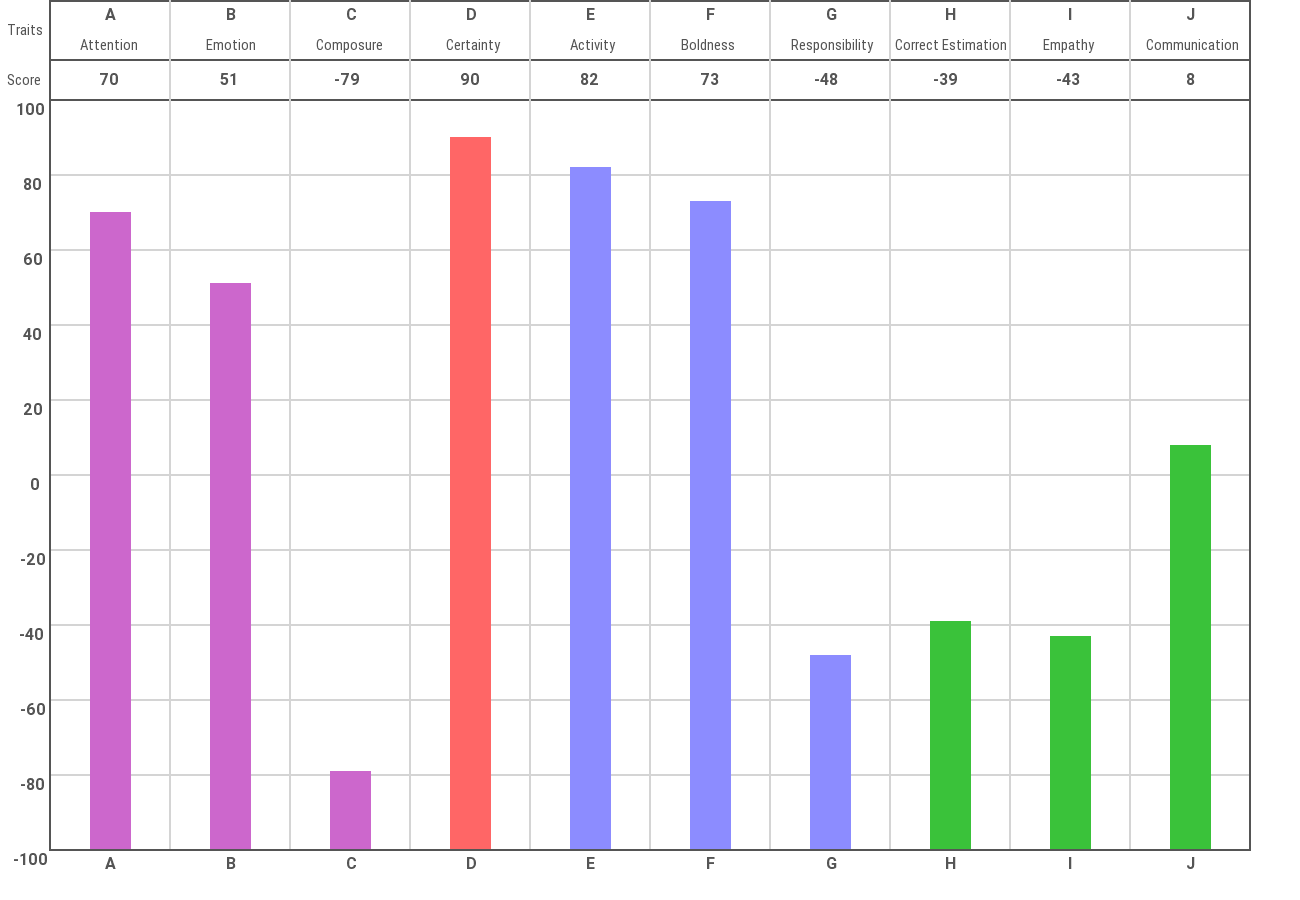 A B C D E F G H I J
Traits
Attention Emotion Composure Certainty Activity Boldness Responsibility Correct Estimation Empathy Communication
Score 70 51 -79 90 82 73 -48 -39 -43 8
100
80
60
40
20
0
-20
-40
-60
-80
-100
A B C D E F G H I J